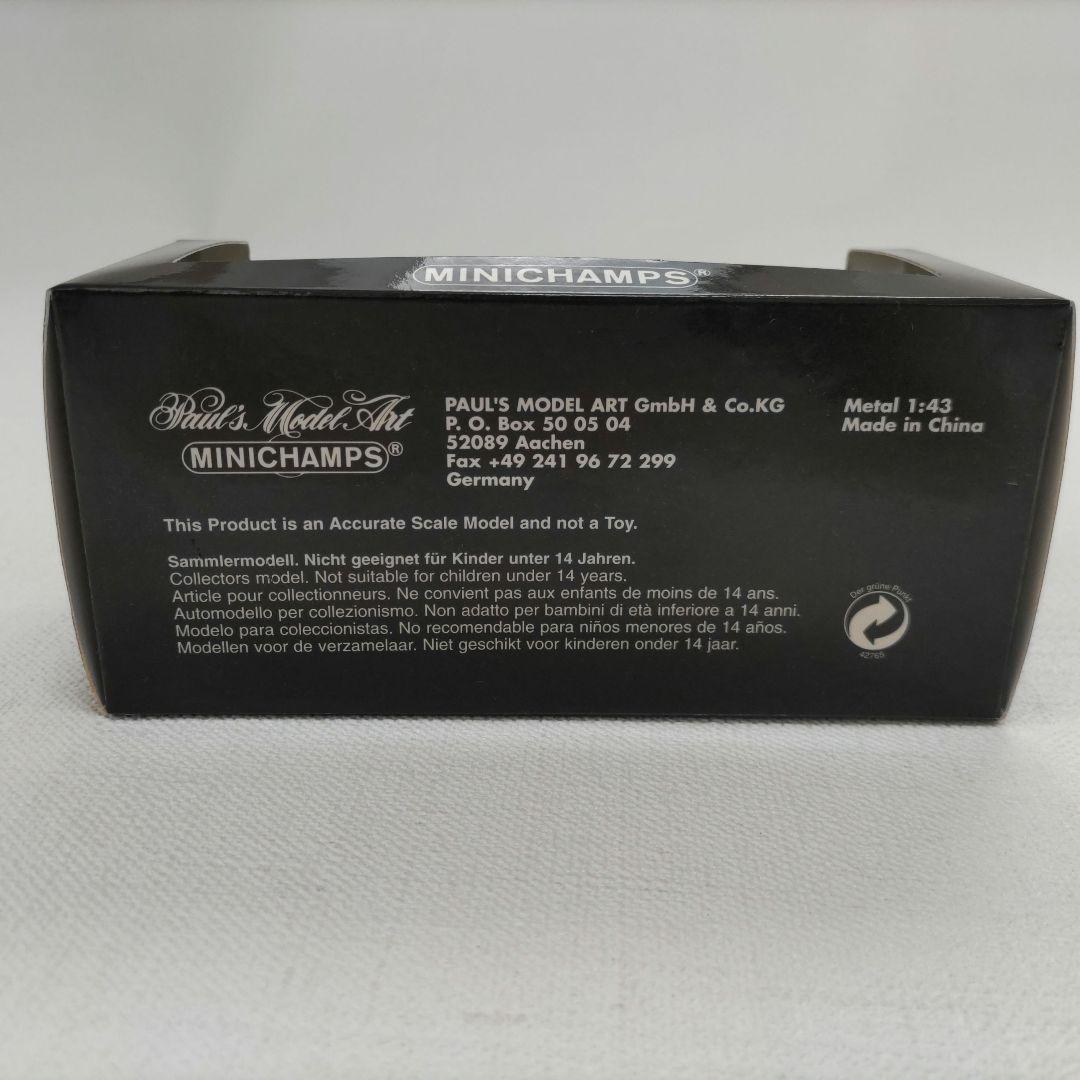 MINICHAMPS®
Paul's Model Art
MINICHAMPS®
PAUL'S MODEL ART GmbH & Co.KG
P. O. Box 50 05 04
52089 Aachen
Fax +49 241 96 72 299
Germany
Metal 1:43
Made in China
This Product is an Accurate Scale Model and not a Toy.
Sammlermodell. Nicht geeignet für Kinder unter 14 Jahren.
Collectors model. Not suitable for children under 14 years.
Article pour collectionneurs. Ne convient pas aux enfants de moins de 14 ans.
Automodello per collezionismo. Non adatto per bambini di età inferiore a 14 anni.
Modelo para coleccionistas. No recomendable para niños menores de 14 años.
Modellen voor de verzamelaar. Niet geschikt voor kinderen onder 14 jaar.
Der grüne Punkt
42765